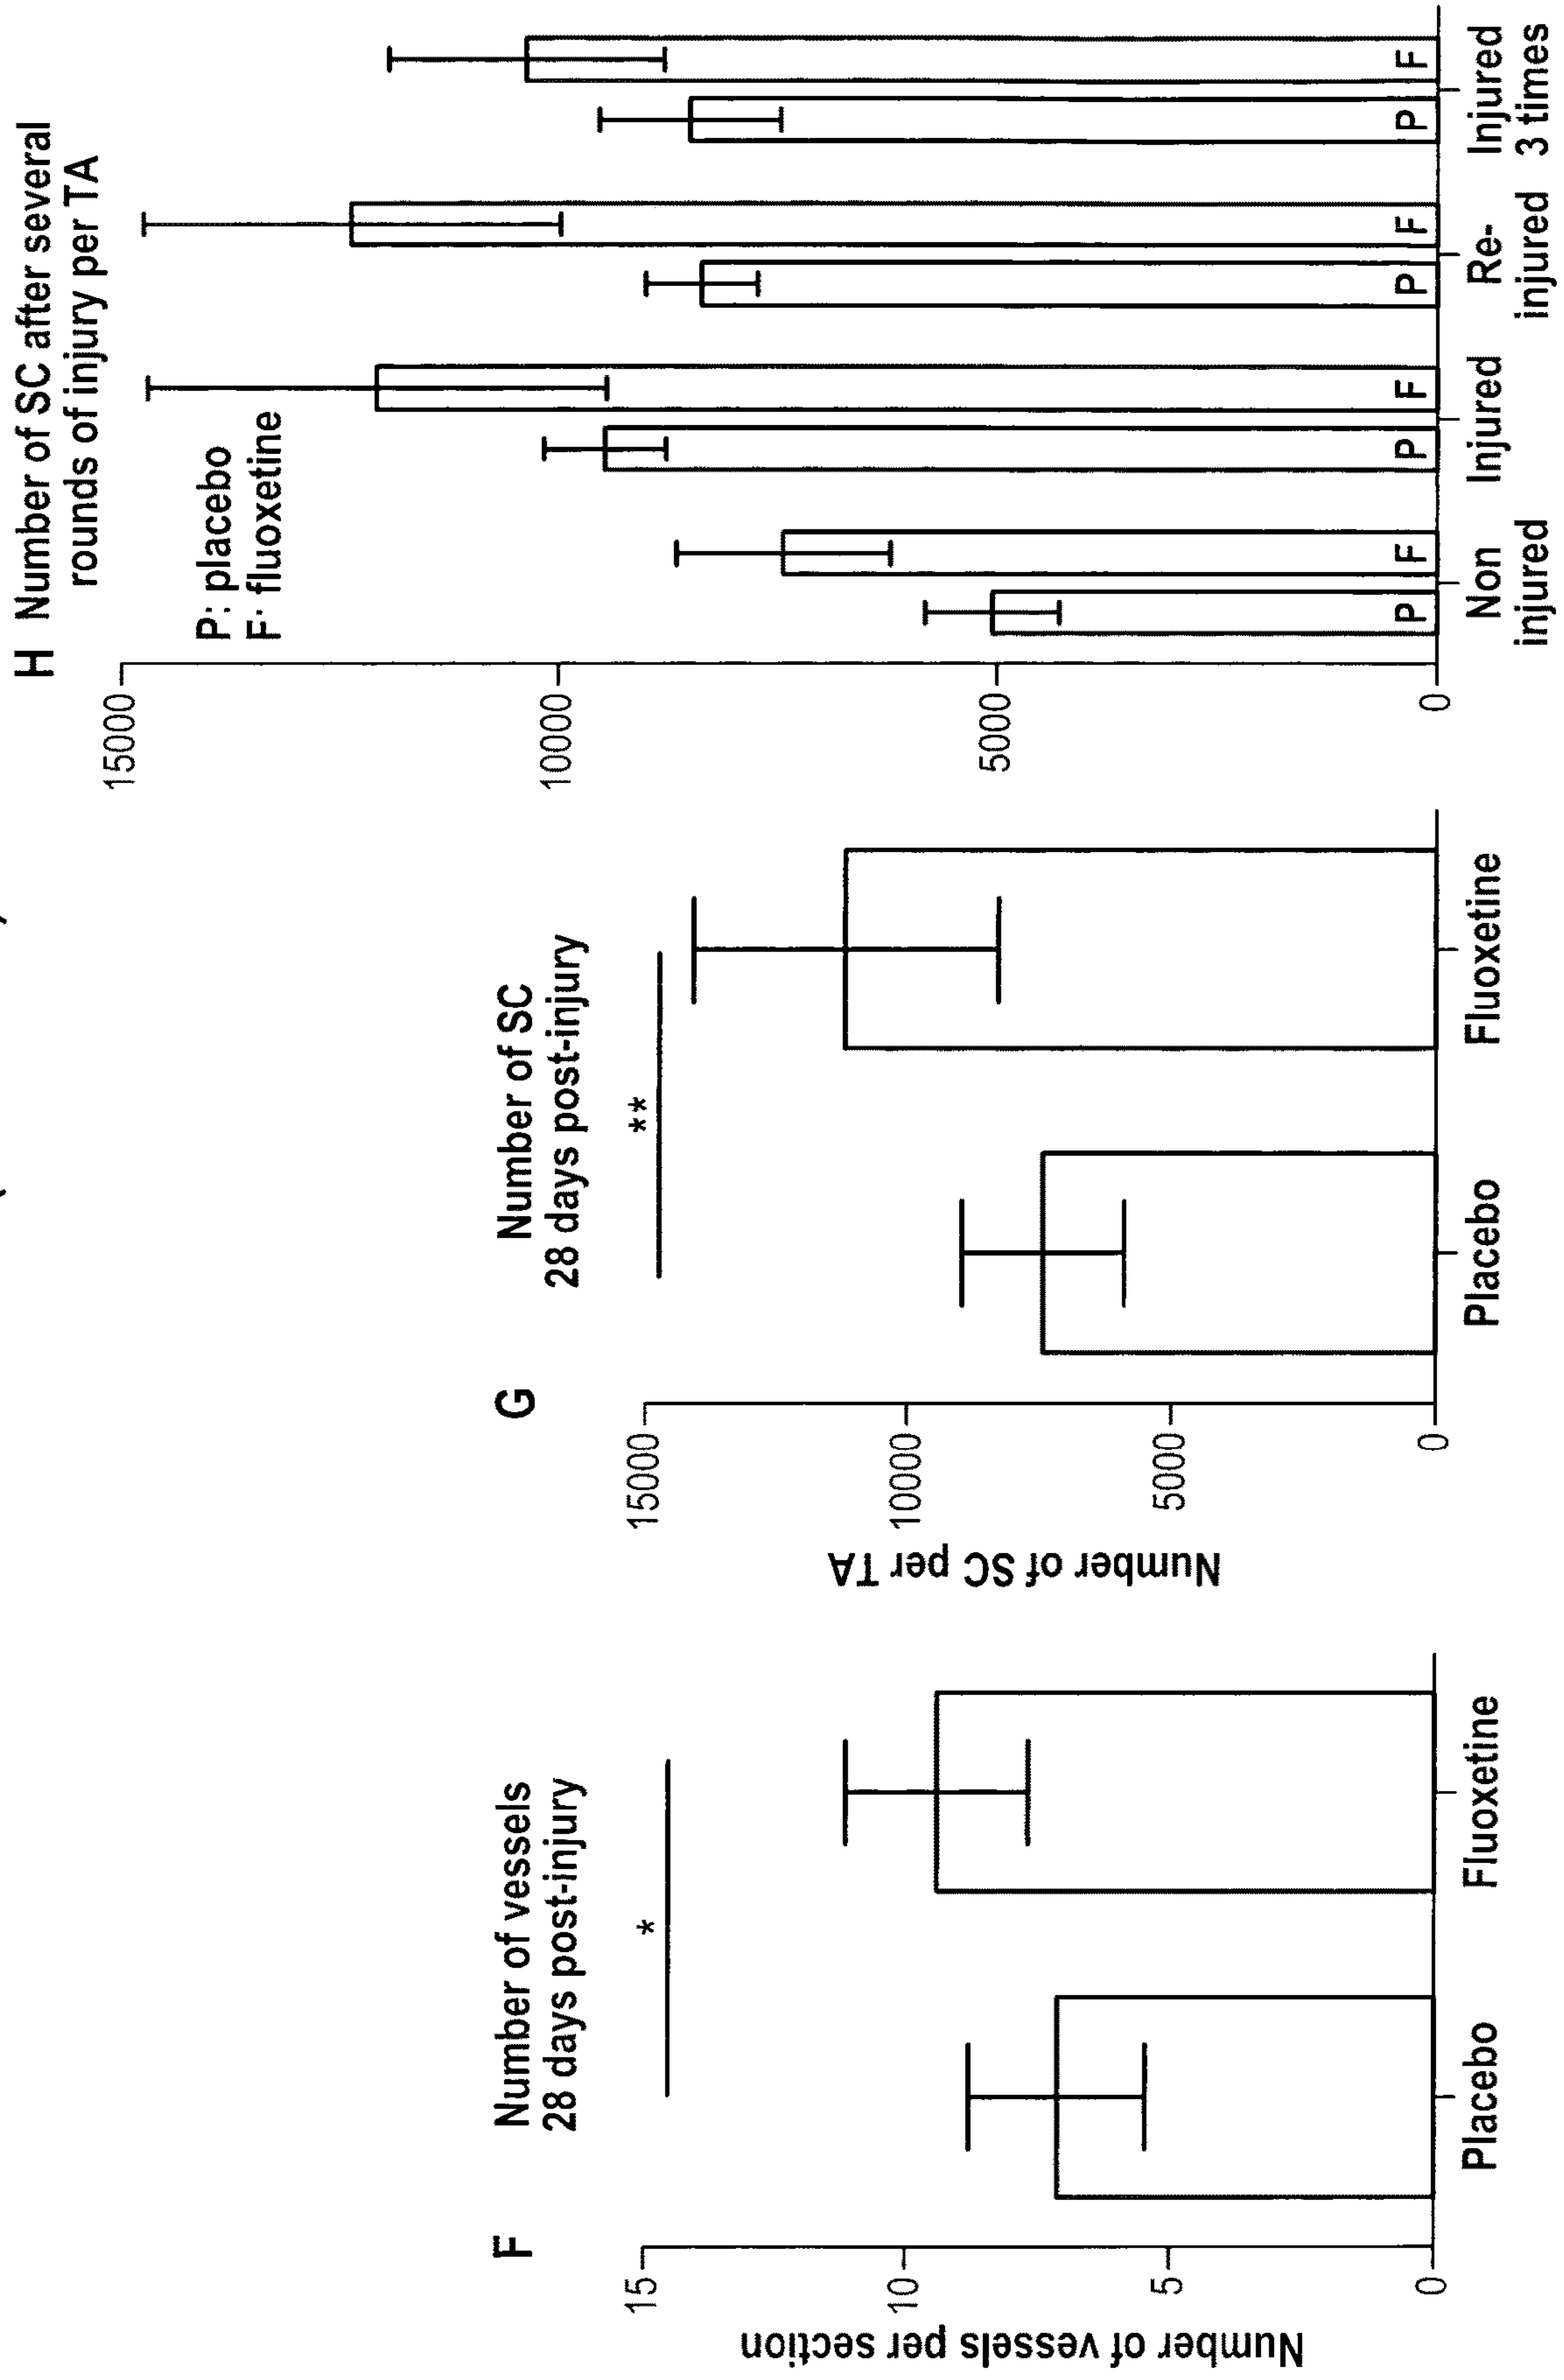 F Number of vessels
28 days post-injury
*
15
10
5
0
Number of vessels per section
Placebo
Fluoxetine
G Number of SC
28 days post-injury
**
15000
10000
5000
0
Number of SC per TA
Placebo
Fluoxetine
H Number of SC after several
rounds of injury per TA
P: placebo
F: fluoxetine
15000
10000
5000
0
P
F
P
F
P
F
P
F
Non
injured
Injured
Re-
injured
Injured
3 times